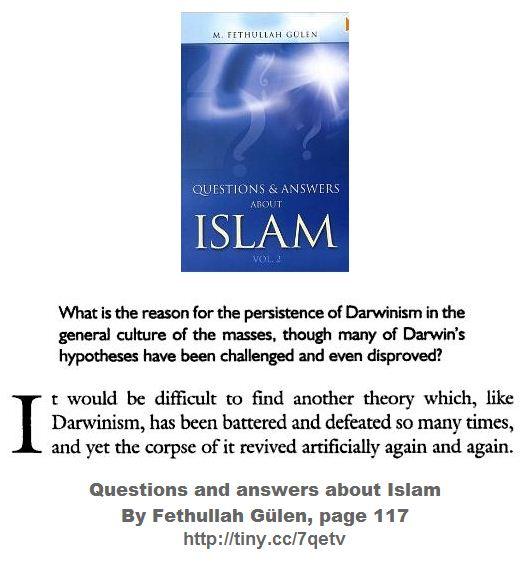 M. FETHULLAH GÜLEN
QUESTIONS & ANSWERS
ABOUT
ISLAM
VOL. 2
What is the reason for the persistence of Darwinism in the
general culture of the masses, though many of Darwin's
hypotheses have been challenged and even disproved?
It would be difficult to find another theory which, like
Darwinism, has been battered and defeated so many times,
and yet the corpse of it revived artificially again and again.
Questions and answers about Islam
By Fethullah Gülen, page 117
http://tiny.cc/7qetv